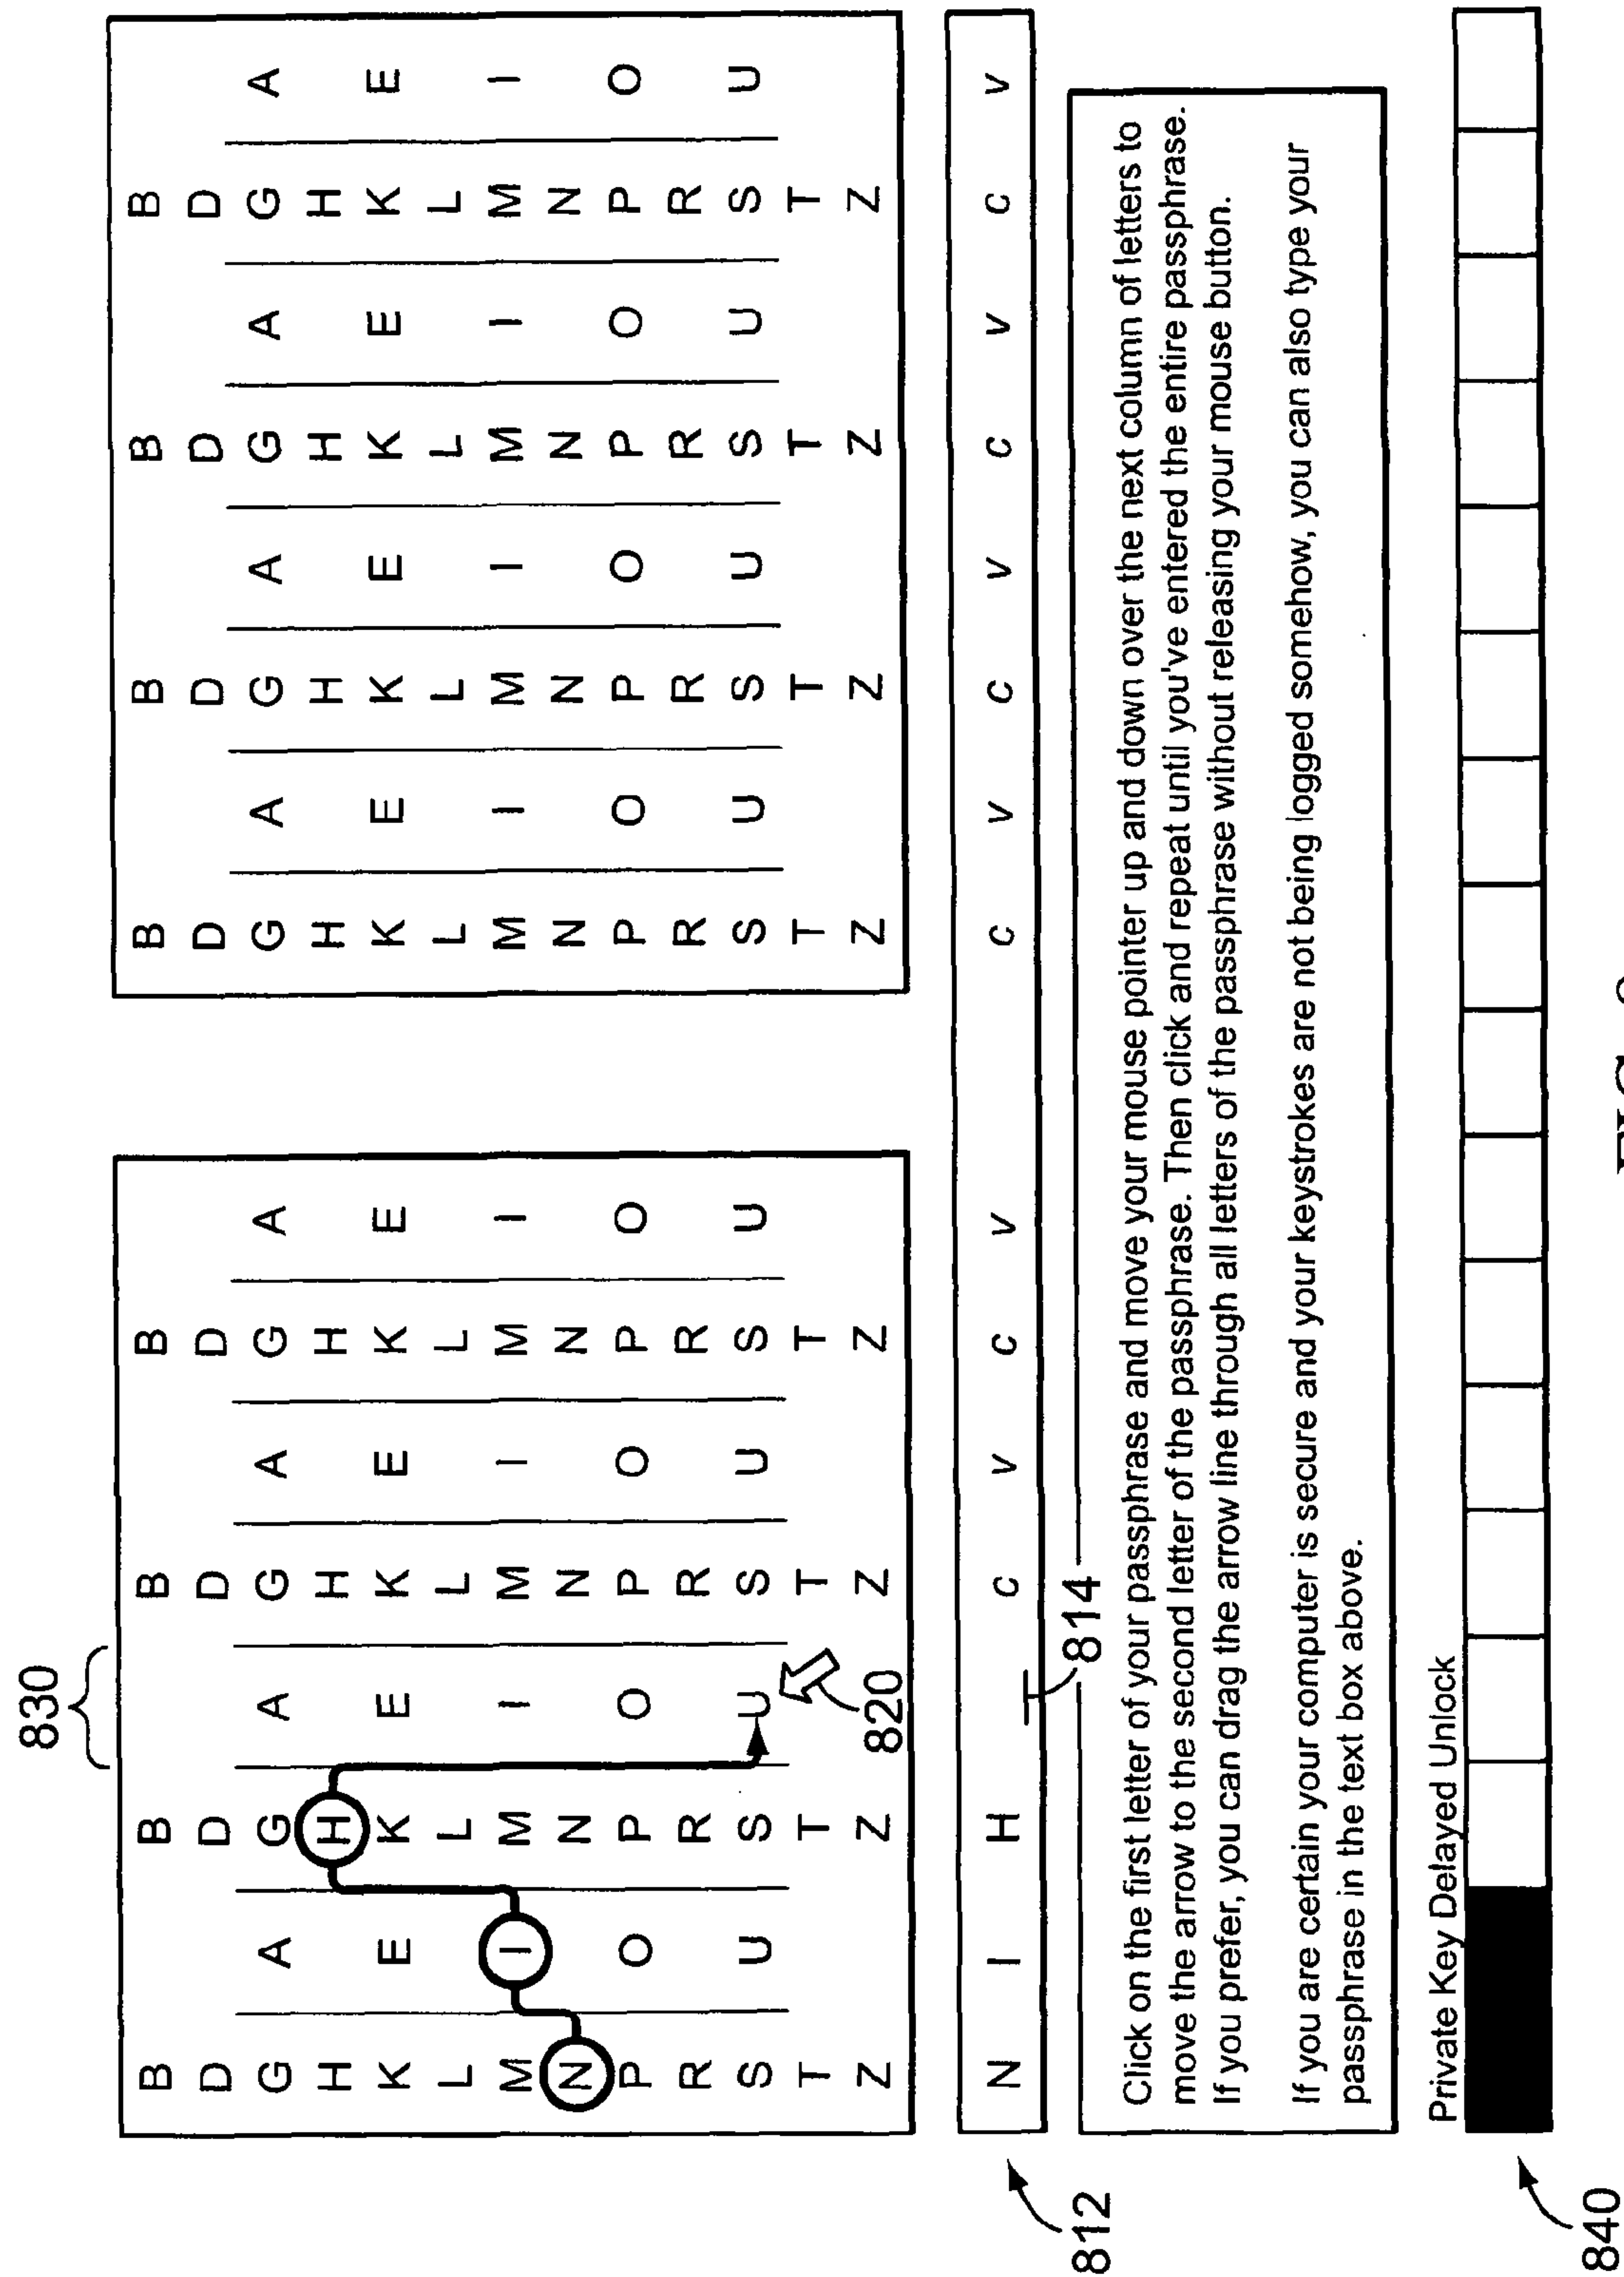 830
B B B B B B B B
D D D D D D D D
G A G A G A G A G A G A G A G A
H H H H H H H H
K E K E K E K E K E K E K E K E
L L L L L L L L
M I M I M I M I M I M I M I M I
N N N N N N N N
P O P O P O P O P O P O P O P O
R R R R R R R R
S U S U S U S U S U S U S U S U
T T T T T T T T
Z Z Z Z Z Z Z Z
820
N I H c v c v c v c v c v c v
812
814
Click on the first letter of your passphrase and move your mouse pointer up and down over the next column of letters to
move the arrow to the second letter of the passphrase. Then click and repeat until you've entered the entire passphrase.
If you prefer, you can drag the arrow line through all letters of the passphrase without releasing your mouse button.
If you are certain your computer is secure and your keystrokes are not being logged somehow, you can also type your
passphrase in the text box above.
Private Key Delayed Unlock
840